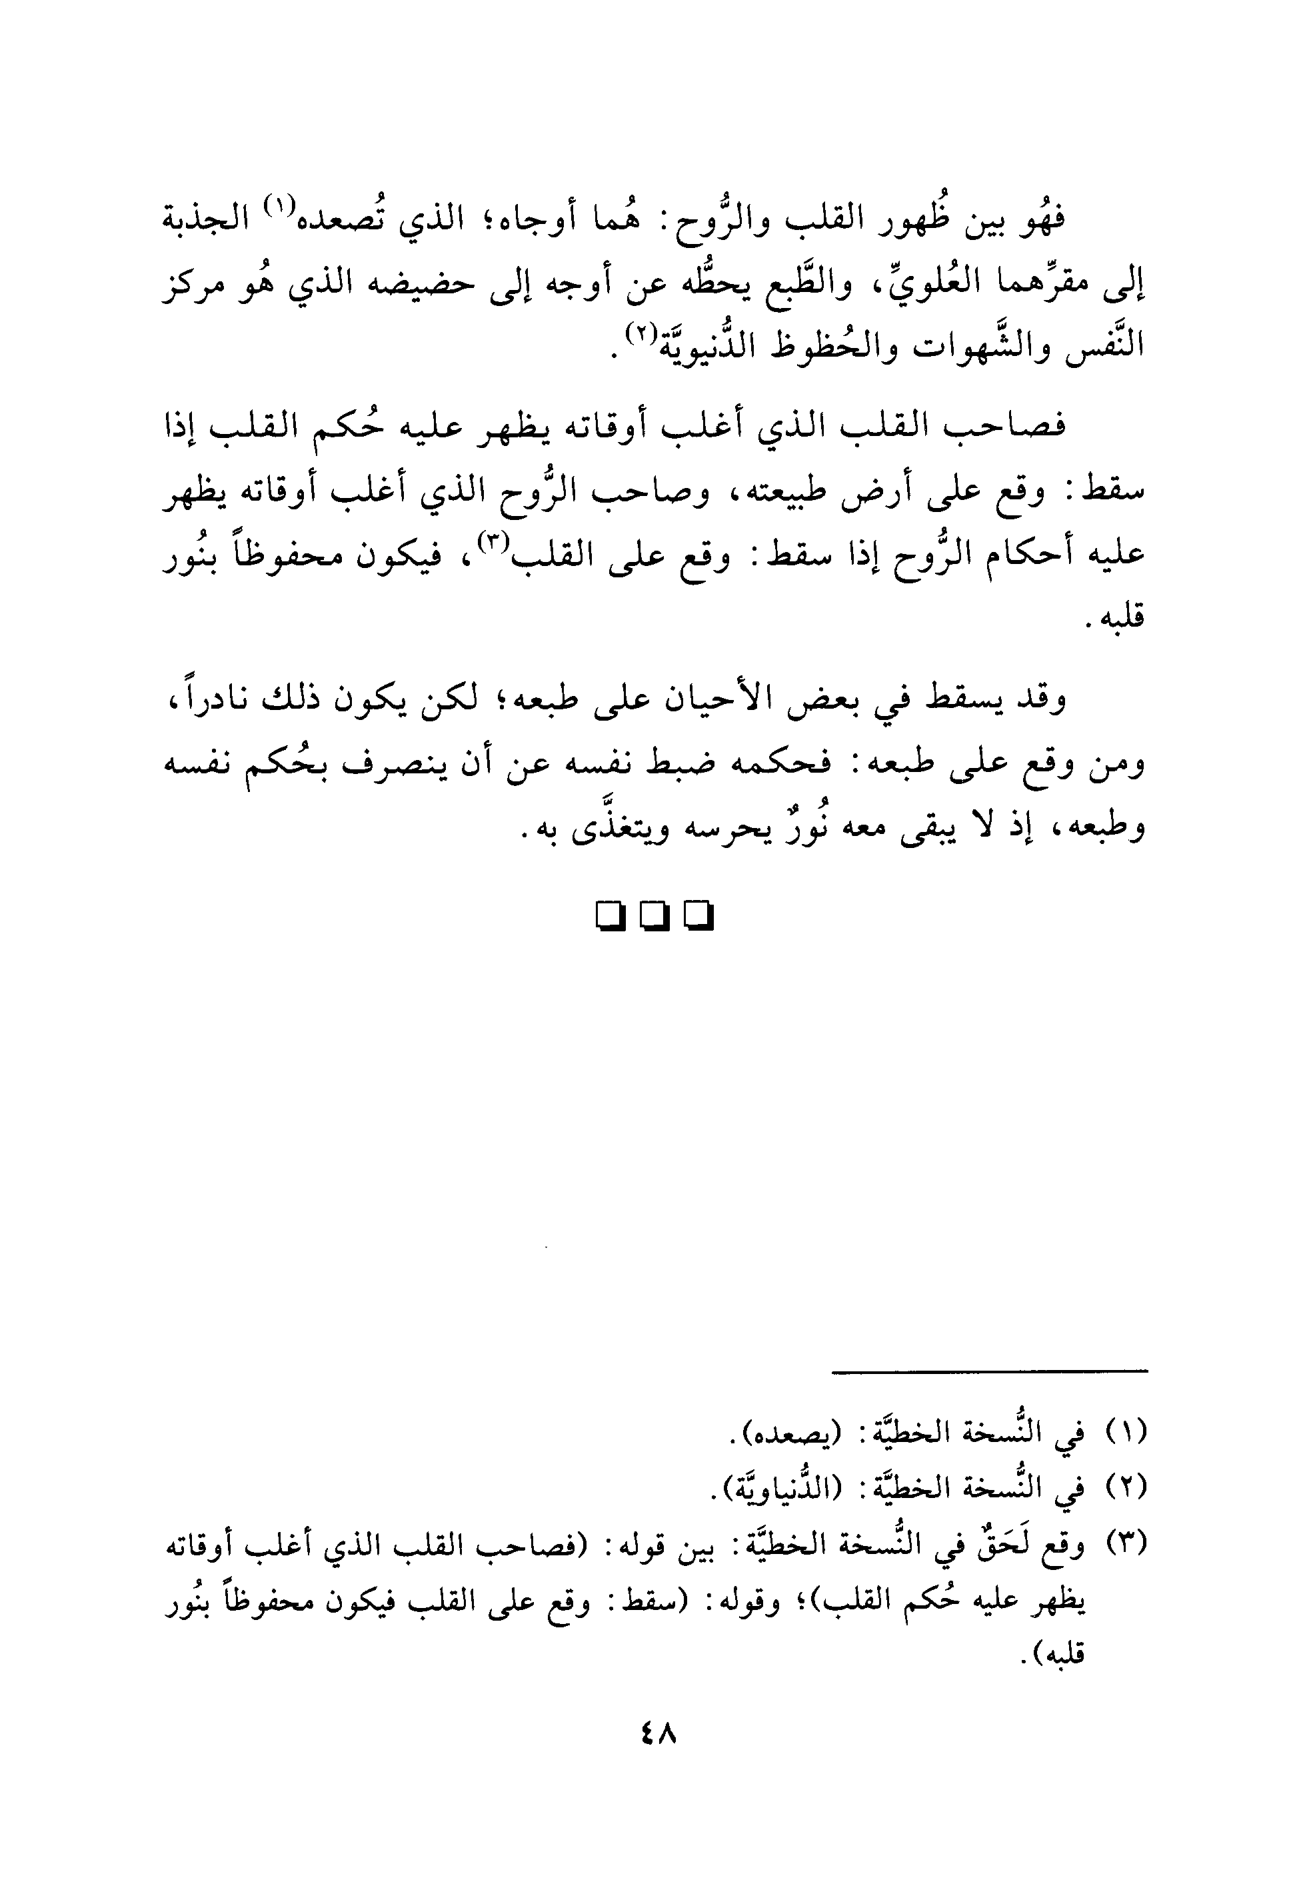 فهُو بين ظُهور القلب والرُّوح: هُما أوجاه؛ الذي تُصعده(١) الجذبة
إلى مقرِّهما العُلويِّ، والطَّبع يحطُّه عن أوجه إلى حضيضه الذي هُو مركز
النَّفس والشَّهوات والحُظوظ الدُّنيويَّة(٢).
فصاحب القلب الذي أغلب أوقاته يظهر عليه حُكم القلب إذا
سقط: وقع على أرض طبيعته، وصاحب الرُّوح الذي أغلب أوقاته يظهر
عليه أحكام الرُّوح إذا سقط: وقع على القلب(٣)، فيكون محفوظاً بنُور
قلبه.
وقد يسقط في بعض الأحيان على طبعه؛ لكن يكون ذلك نادراً،
ومن وقع على طبعه: فحكمه ضبط نفسه عن أن ينصرف بحُكم نفسه
وطبعه، إذ لا يبقى معه نُورٌ يحرسه ويتغذَّى به.
(١) في النُّسخة الخطيَّة: (يصعده).
(٢) في النُّسخة الخطيَّة: (الدُّنياويَّة).
(٣) وقع لَحَقٌ في النُّسخة الخطيَّة: بين قوله: (فصاحب القلب الذي أغلب أوقاته
يظهر عليه حُكم القلب)؛ وقوله: (سقط: وقع على القلب فيكون محفوظاً بنُور
قلبه).
٤٨